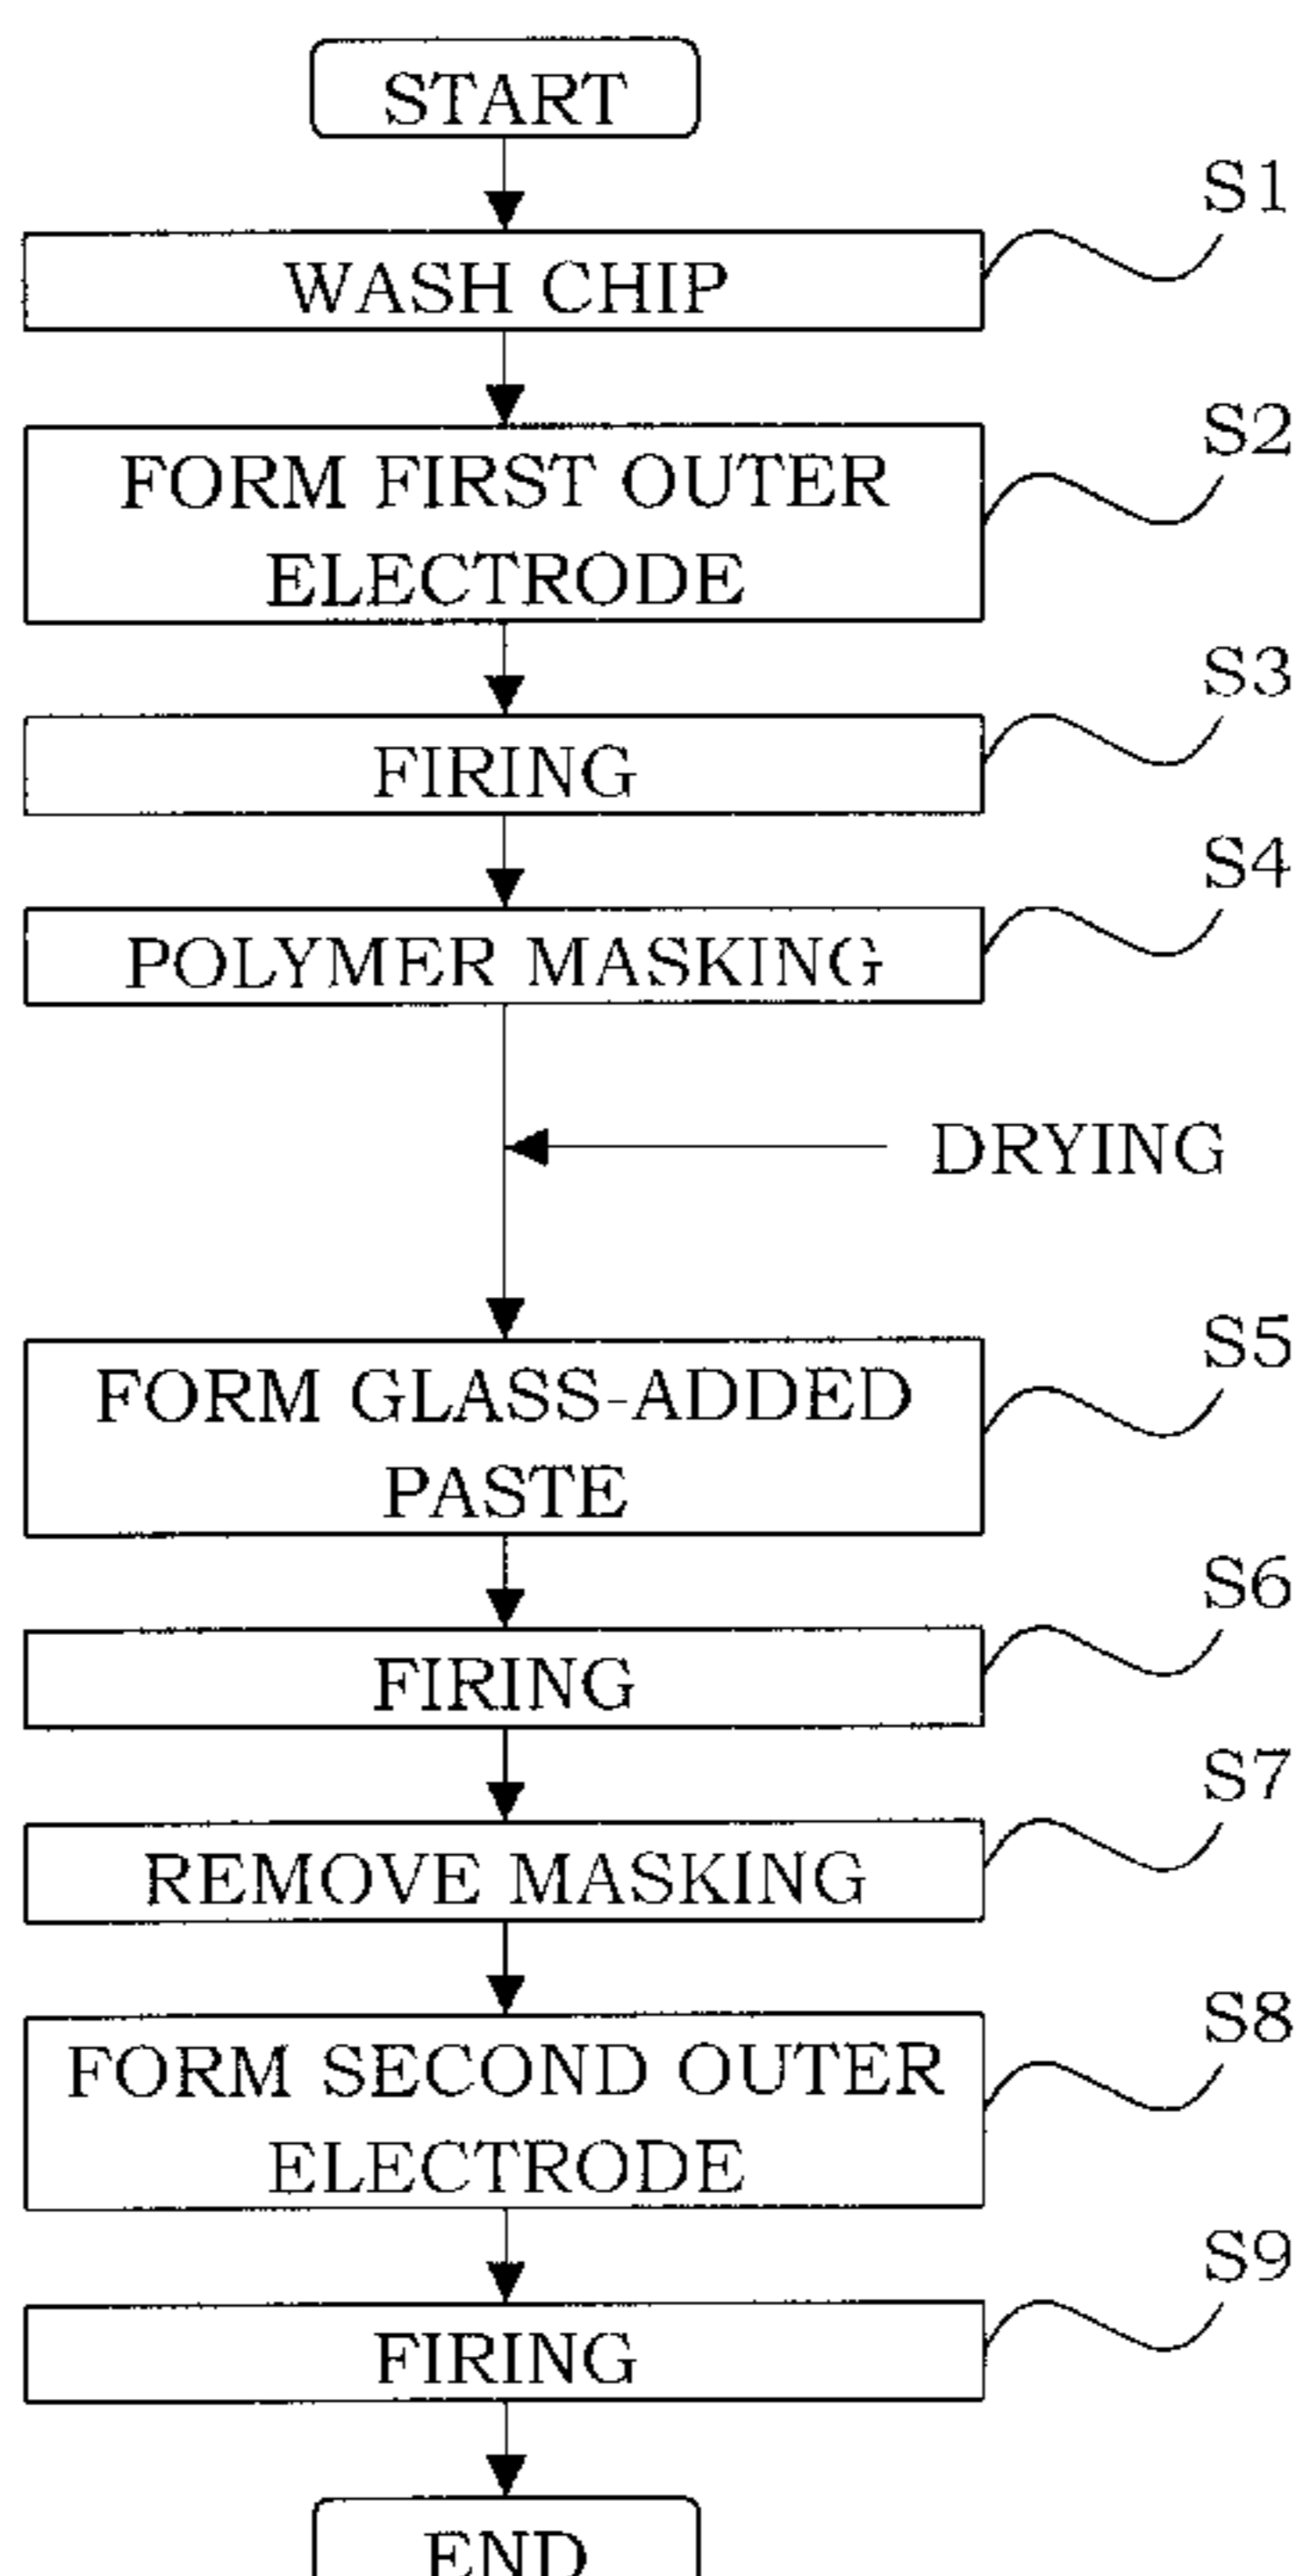 START
S1
WASH CHIP
S2
FORM FIRST OUTER
ELECTRODE
S3
FIRING
S4
POLYMER MASKING
DRYING
S5
FORM GLASS-ADDED
PASTE
S6
FIRING
S7
REMOVE MASKING
S8
FORM SECOND OUTER
ELECTRODE
S9
FIRING
END